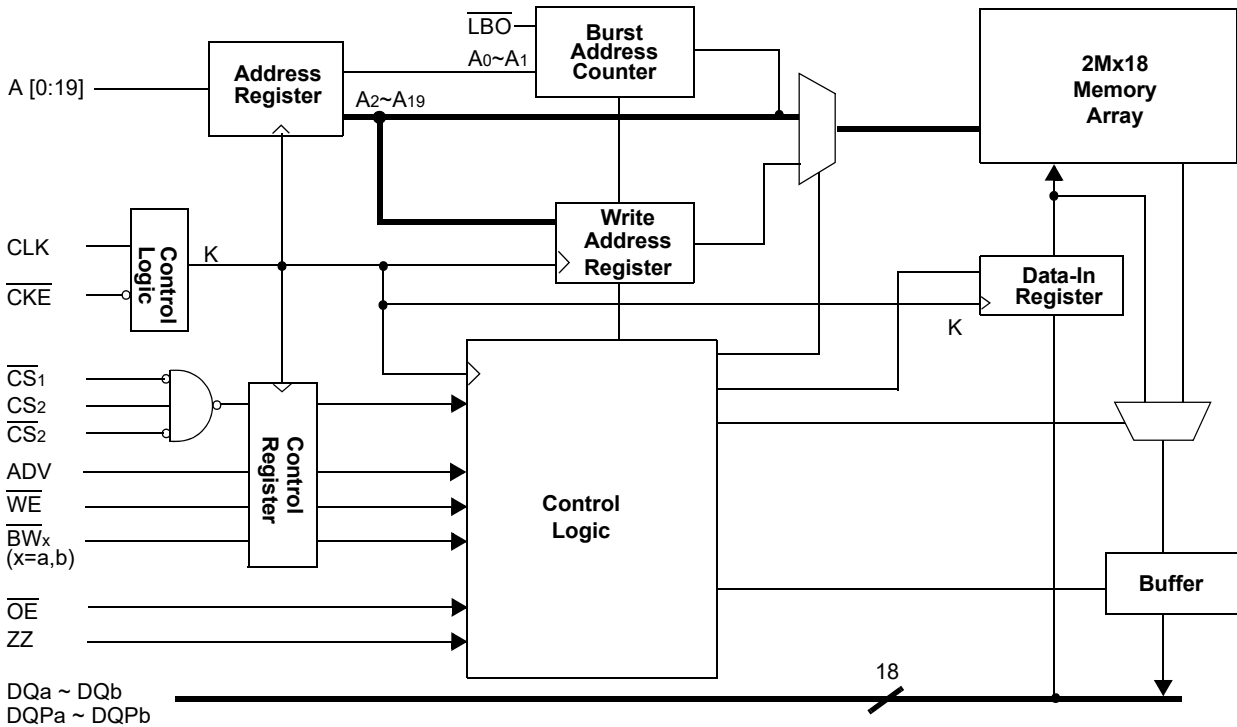 LBO
Burst
Address
Counter
2Mx18
Memory
Array
A0~A1
Address
Register
A [0:19]
A2~A19
Write
Address
Register
CLK
CKE
Control
Logic
K
Data-In
Register
K
CS1
CS2
CS2
ADV
WE
BWx
(x=a,b)
Control
Register
Control
Logic
OE
ZZ
Buffer
DQa ~ DQb
DQPa ~ DQPb
18